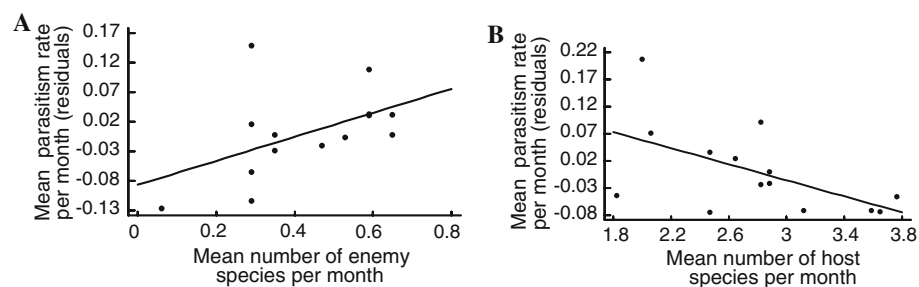 A
Mean parasitism rate
per month (residuals)
0.17
0.12
0.07
0.02
-0.03
-0.08
-0.13
0
0.2
0.4
0.6
0.8
Mean number of enemy
species per month
B
Mean parasitism rate
per month (residuals)
0.22
0.17
0.12
0.07
0.02
-0.03
-0.08
1.8
2.2
2.6
3
3.4
3.8
Mean number of host
species per month